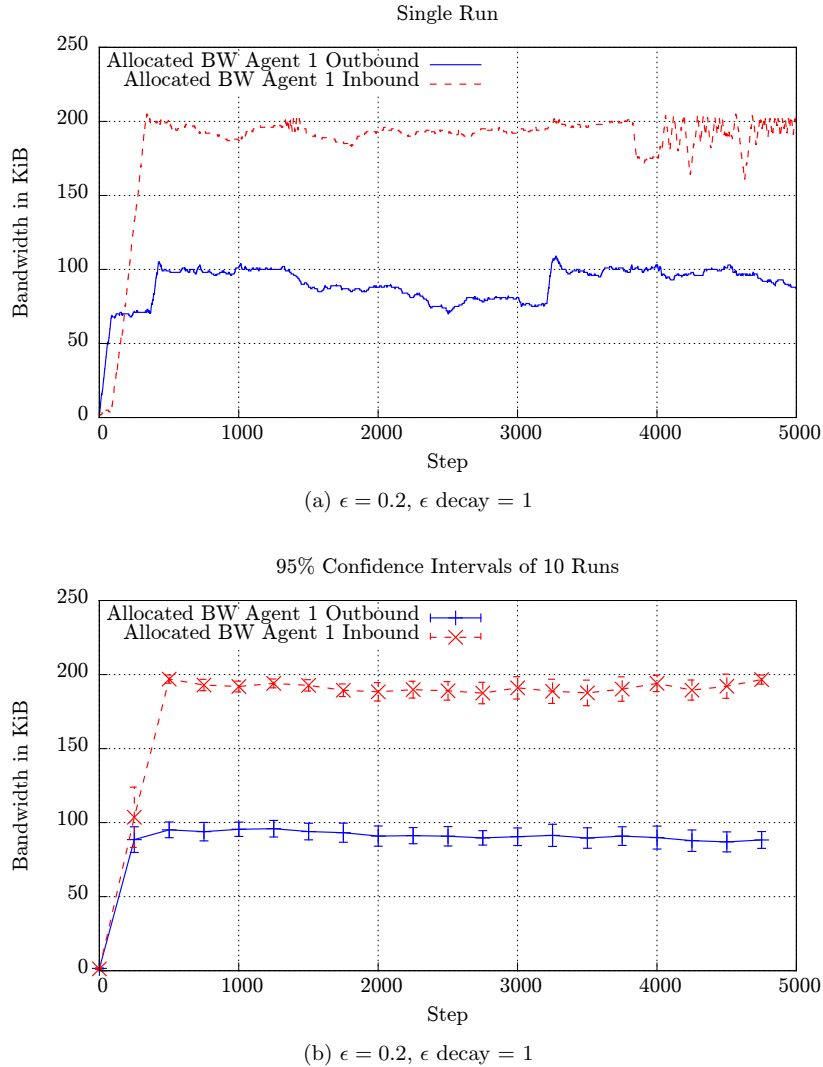 Single Run
250
200
150
100
50
0
Allocated BW Agent 1 Outbound
Allocated BW Agent 1 Inbound
Bandwidth in KiB
0 1000 2000 3000 4000 5000
Step
(a) ϵ = 0.2, ϵ decay = 1
95% Confidence Intervals of 10 Runs
250
200
150
100
50
0
Allocated BW Agent 1 Outbound
Allocated BW Agent 1 Inbound
Bandwidth in KiB
0 1000 2000 3000 4000 5000
Step
(b) ϵ = 0.2, ϵ decay = 1